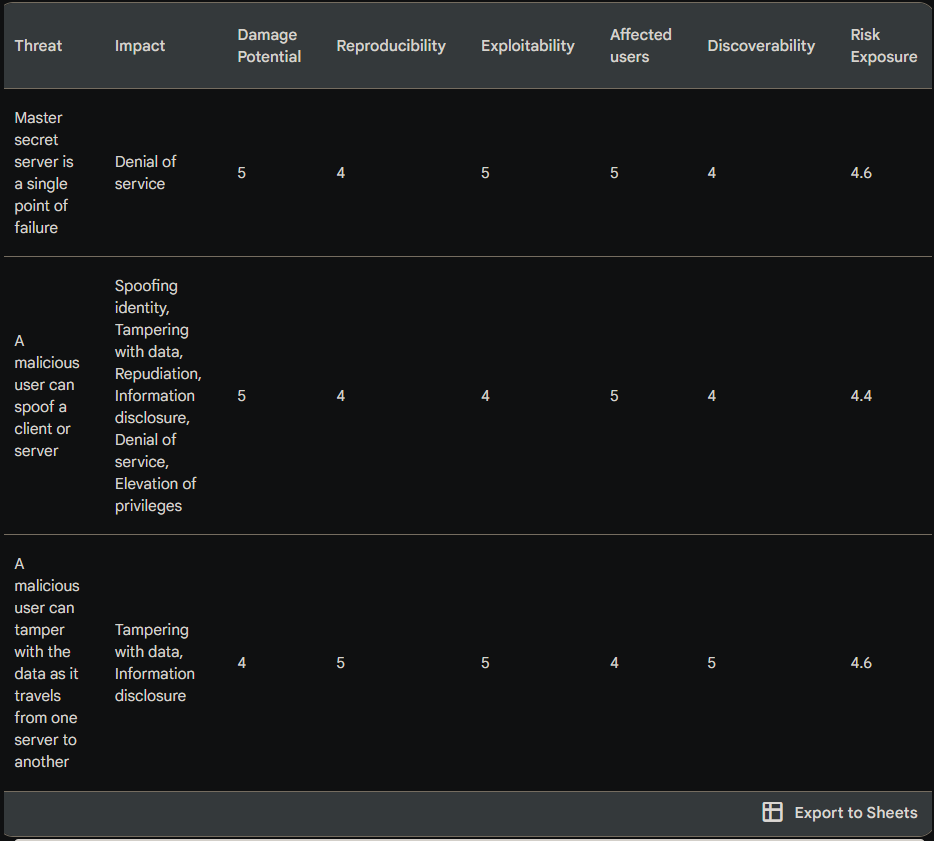 Threat
Impact
Damage
Potential
Reproducibility
Exploitability
Affected
users
Discoverability
Risk
Exposure
Master
secret
server is
a single
point of
failure
Denial of
service
5
4
5
5
4
4.6
A
malicious
user can
spoof a
client or
server
Spoofing
identity,
Tampering
with data,
Repudiation,
Information
disclosure,
Denial of
service,
Elevation of
privileges
5
4
4
5
4
4.4
A
malicious
user can
tamper
with the
data as it
travels
from one
server to
another
Tampering
with data,
Information
disclosure
4
5
5
4
5
4.6
Export to Sheets